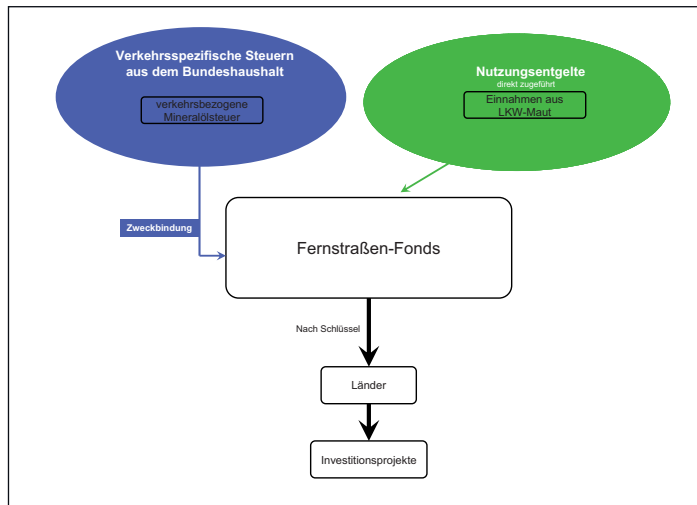 Verkehrsspezifische Steuern
aus dem Bundeshaushalt
verkehrsbezogene
Mineralölsteuer
Nutzungsentgelte
direkt zugeführt
Einnahmen aus
LKW-Maut
Zweckbindung
Fernstraßen-Fonds
Nach Schlüssel
Länder
Investitionsprojekte